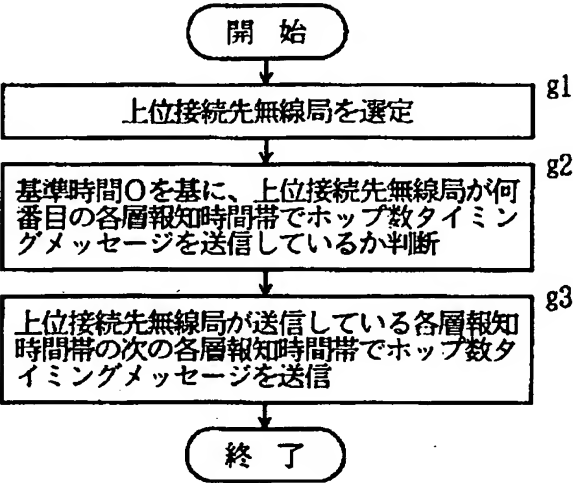 開 始
g1
上位接続先無線局を選定
g2
基準時間Oを基に、上位接続先無線局が何
番目の各層報知時間帯でホップ数タイミン
グメッセージを送信しているか判断
g3
上位接続先無線局が送信している各層報知
時間帯の次の各層報知時間帯でホップ数タ
イミングメッセージを送信
終 了